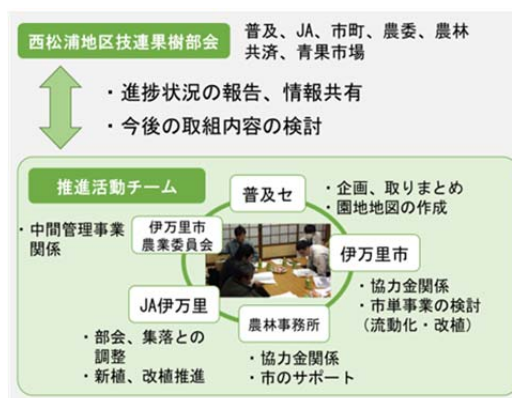 西松浦地区技連果樹部会
普及、JA、市町、農委、農林
共済、青果市場
・進捗状況の報告、情報共有
・今後の取組内容の検討
推進活動チーム
普及セ
・企画、取りまとめ
・園地地図の作成
・中間管理事業
関係
伊万里市
農業委員会
伊万里市
・協力金関係
・市単事業の検討
(流動化・改植)
JA伊万里
・部会、集落との
調整
・新植、改植推進
農林事務所
・協力金関係
・市のサポート